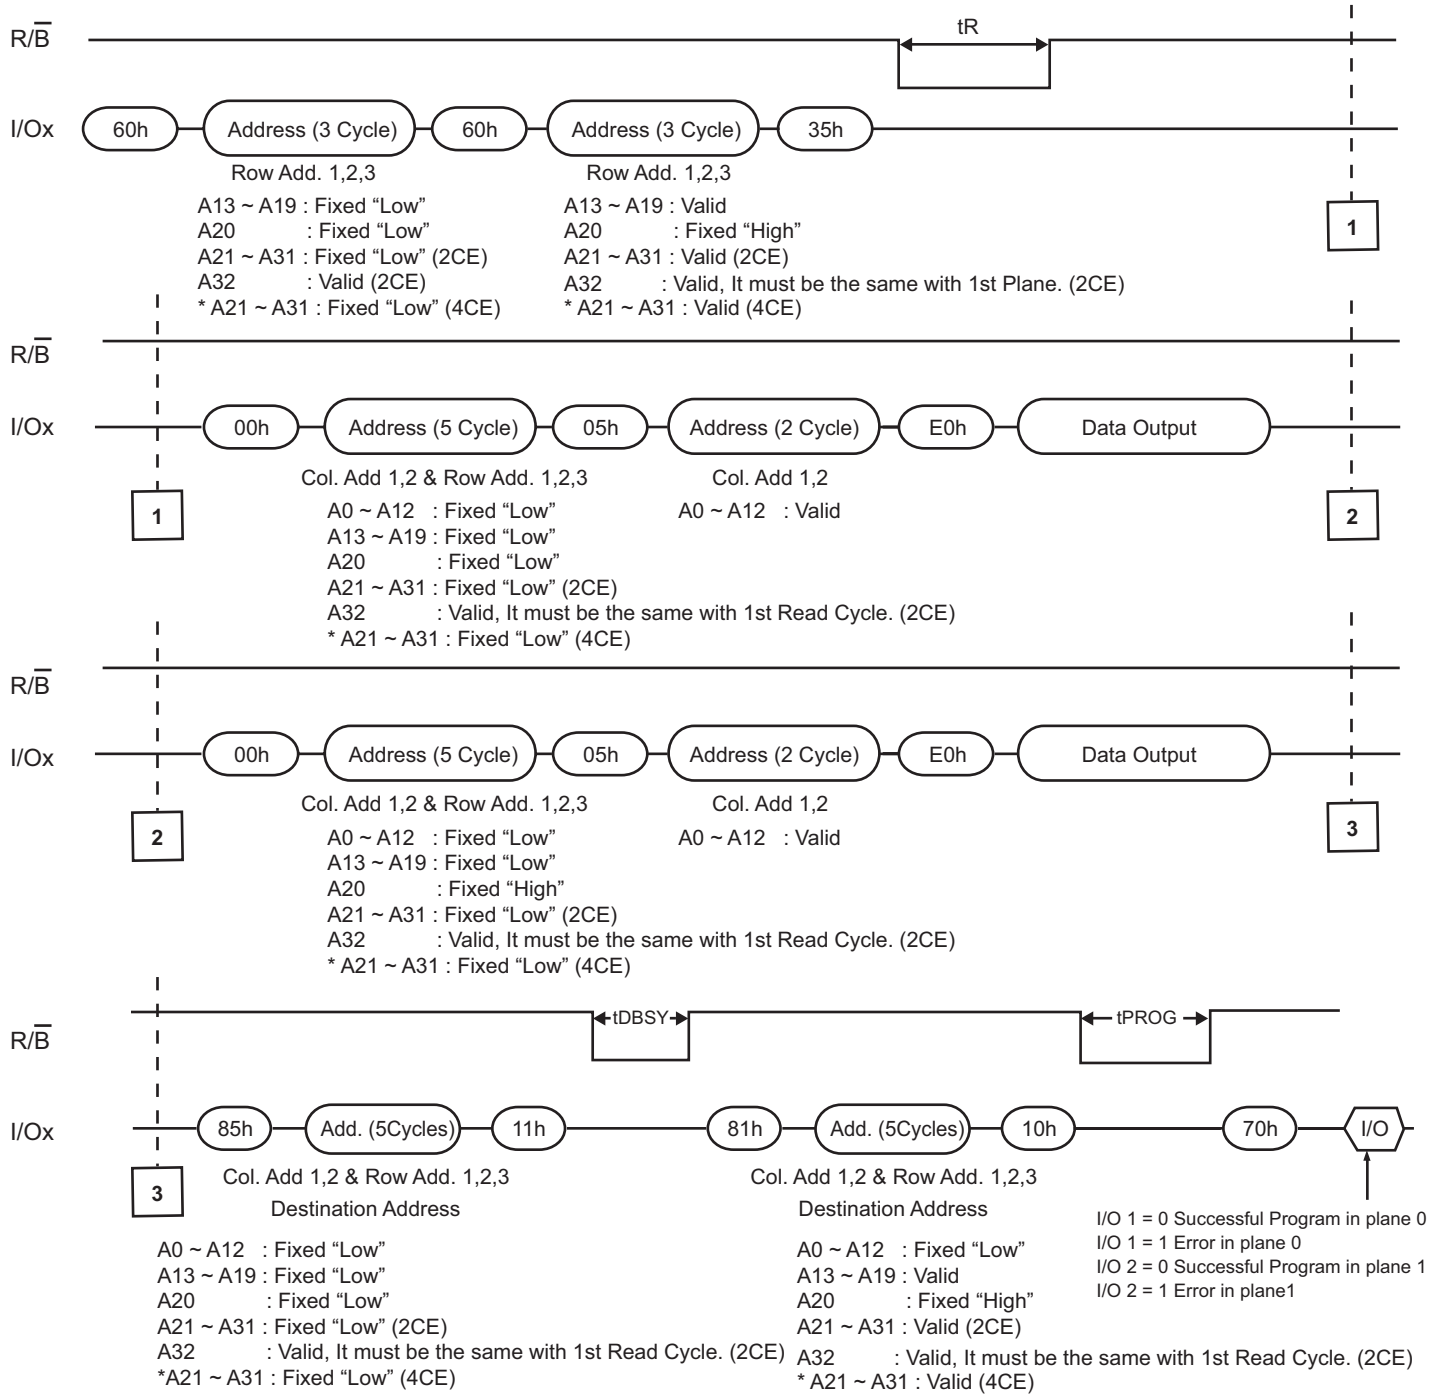 tR
R/B
I/Ox
60h Address (3 Cycle) 60h Address (3 Cycle) 35h
Row Add. 1,2,3
A13 ~ A19 : Fixed “Low”
A20 : Fixed “Low”
A21 ~ A31 : Fixed “Low” (2CE)
A32 : Valid (2CE)
* A21 ~ A31 : Fixed “Low” (4CE)
Row Add. 1,2,3
A13 ~ A19 : Valid
A20 : Fixed “High”
A21 ~ A31 : Valid (2CE)
A32 : Valid, It must be the same with 1st Plane. (2CE)
* A21 ~ A31 : Valid (4CE)
1
R/B
I/Ox
00h Address (5 Cycle) 05h Address (2 Cycle) E0h Data Output
Col. Add 1,2 & Row Add. 1,2,3
A0 ~ A12 : Fixed “Low”
A13 ~ A19 : Fixed “Low”
A20 : Fixed “Low”
A21 ~ A31 : Fixed “Low” (2CE)
A32 : Valid, It must be the same with 1st Read Cycle. (2CE)
* A21 ~ A31 : Fixed “Low” (4CE)
Col. Add 1,2
A0 ~ A12 : Valid
1
2
R/B
I/Ox
00h Address (5 Cycle) 05h Address (2 Cycle) E0h Data Output
Col. Add 1,2 & Row Add. 1,2,3
A0 ~ A12 : Fixed “Low”
A13 ~ A19 : Fixed “Low”
A20 : Fixed “High”
A21 ~ A31 : Fixed “Low” (2CE)
A32 : Valid, It must be the same with 1st Read Cycle. (2CE)
* A21 ~ A31 : Fixed “Low” (4CE)
Col. Add 1,2
A0 ~ A12 : Valid
2
3
R/B
tDBSY
tPROG
I/Ox
85h Add. (5Cycles) 11h 81h Add. (5Cycles) 10h 70h I/O
3
Col. Add 1,2 & Row Add. 1,2,3
Destination Address
A0 ~ A12 : Fixed “Low”
A13 ~ A19 : Fixed “Low”
A20 : Fixed “Low”
A21 ~ A31 : Fixed “Low” (2CE)
A32 : Valid, It must be the same with 1st Read Cycle. (2CE)
*A21 ~ A31 : Fixed “Low” (4CE)
Col. Add 1,2 & Row Add. 1,2,3
Destination Address
A0 ~ A12 : Fixed “Low”
A13 ~ A19 : Valid
A20 : Fixed “High”
A21 ~ A31 : Valid (2CE)
A32 : Valid, It must be the same with 1st Read Cycle. (2CE)
* A21 ~ A31 : Valid (4CE)
I/O 1 = 0 Successful Program in plane 0
I/O 1 = 1 Error in plane 0
I/O 2 = 0 Successful Program in plane 1
I/O 2 = 1 Error in plane1